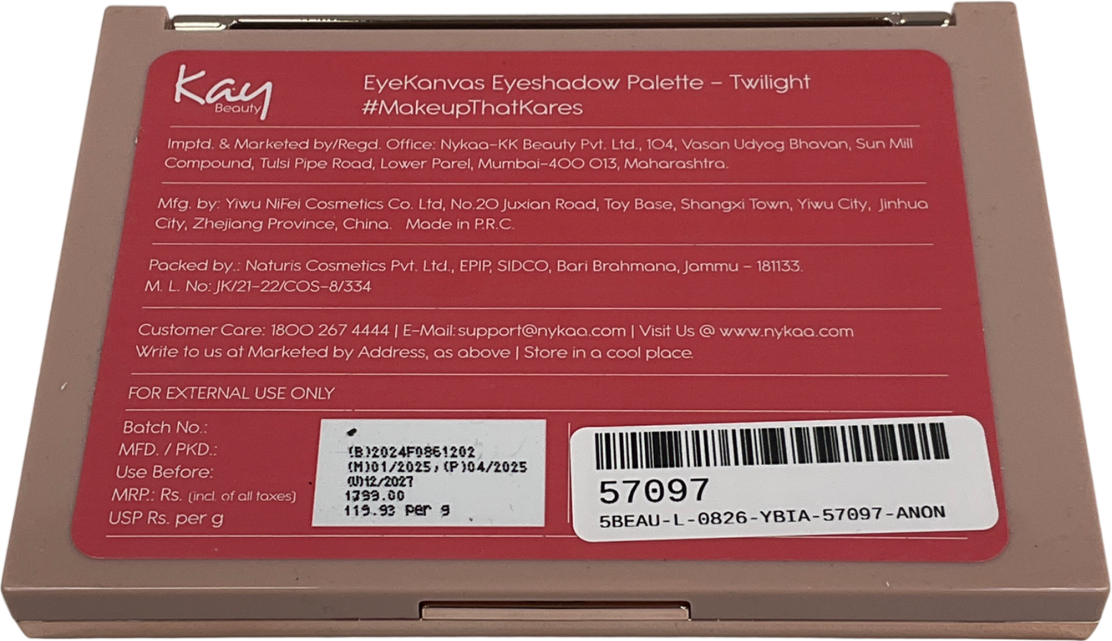 Kay
Beauty
EyeKanvas Eyeshadow Palette – Twilight
#MakeupThatKares
Imptd. & Marketed by/Regd. Office: Nykaa-KK Beauty Pvt. Ltd., 104, Vasan Udyog Bhavan, Sun Mill
Compound, Tulsi Pipe Road, Lower Parel, Mumbai-400 013, Maharashtra.
Mfg. by: Yiwu NiFei Cosmetics Co. Ltd, No.20 Juxian Road, Toy Base, Shangxi Town, Yiwu City, Jinhua
City, Zhejiang Province, China. Made in P.R.C.
Packed by.: Naturis Cosmetics Pvt. Ltd., EPIP, SIDCO, Bari Brahmana, Jammu - 181133.
M. L. No: JK/21-22/COS-8/334
Customer Care: 1800 267 4444 | E-Mail:support@nykaa.com | Visit Us @ www.nykaa.com
Write to us at Marketed by Address, as above | Store in a cool place.
FOR EXTERNAL USE ONLY
Batch No.: (B)2024F0861202
MFD. / PKD.: (M)01/2025,(P)04/2025
Use Before: (U)12/2027
MRP.: Rs. (incl. of all taxes) 1799.00
USP Rs. per g 119.93 per g
57097
5BEAU-L-0826-YBIA-57097-ANON